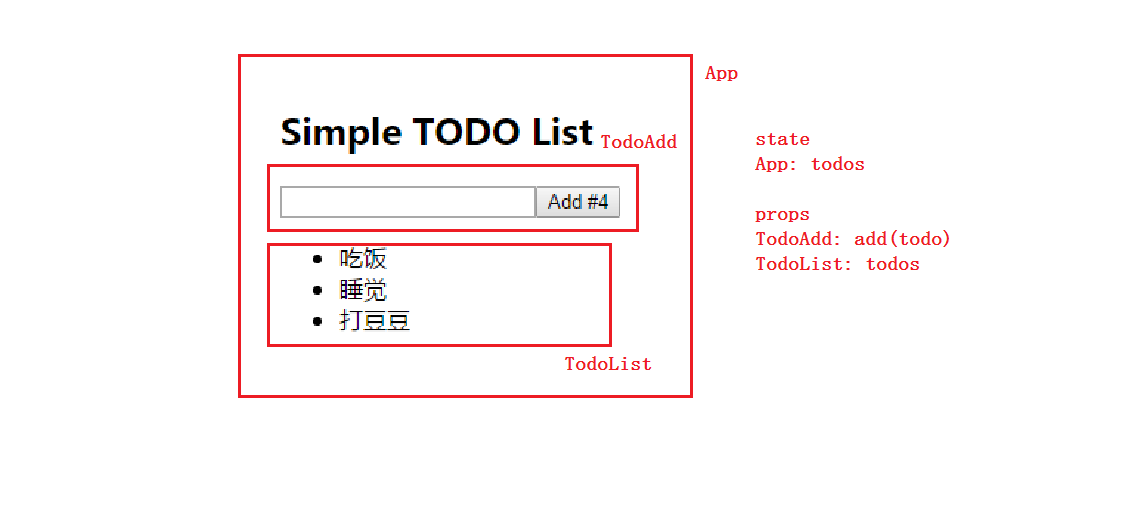 App
Simple TODO List
TodoAdd
Add #4
吃饭
睡觉
打豆豆
TodoList
state
App: todos
props
TodoAdd: add(todo)
TodoList: todos